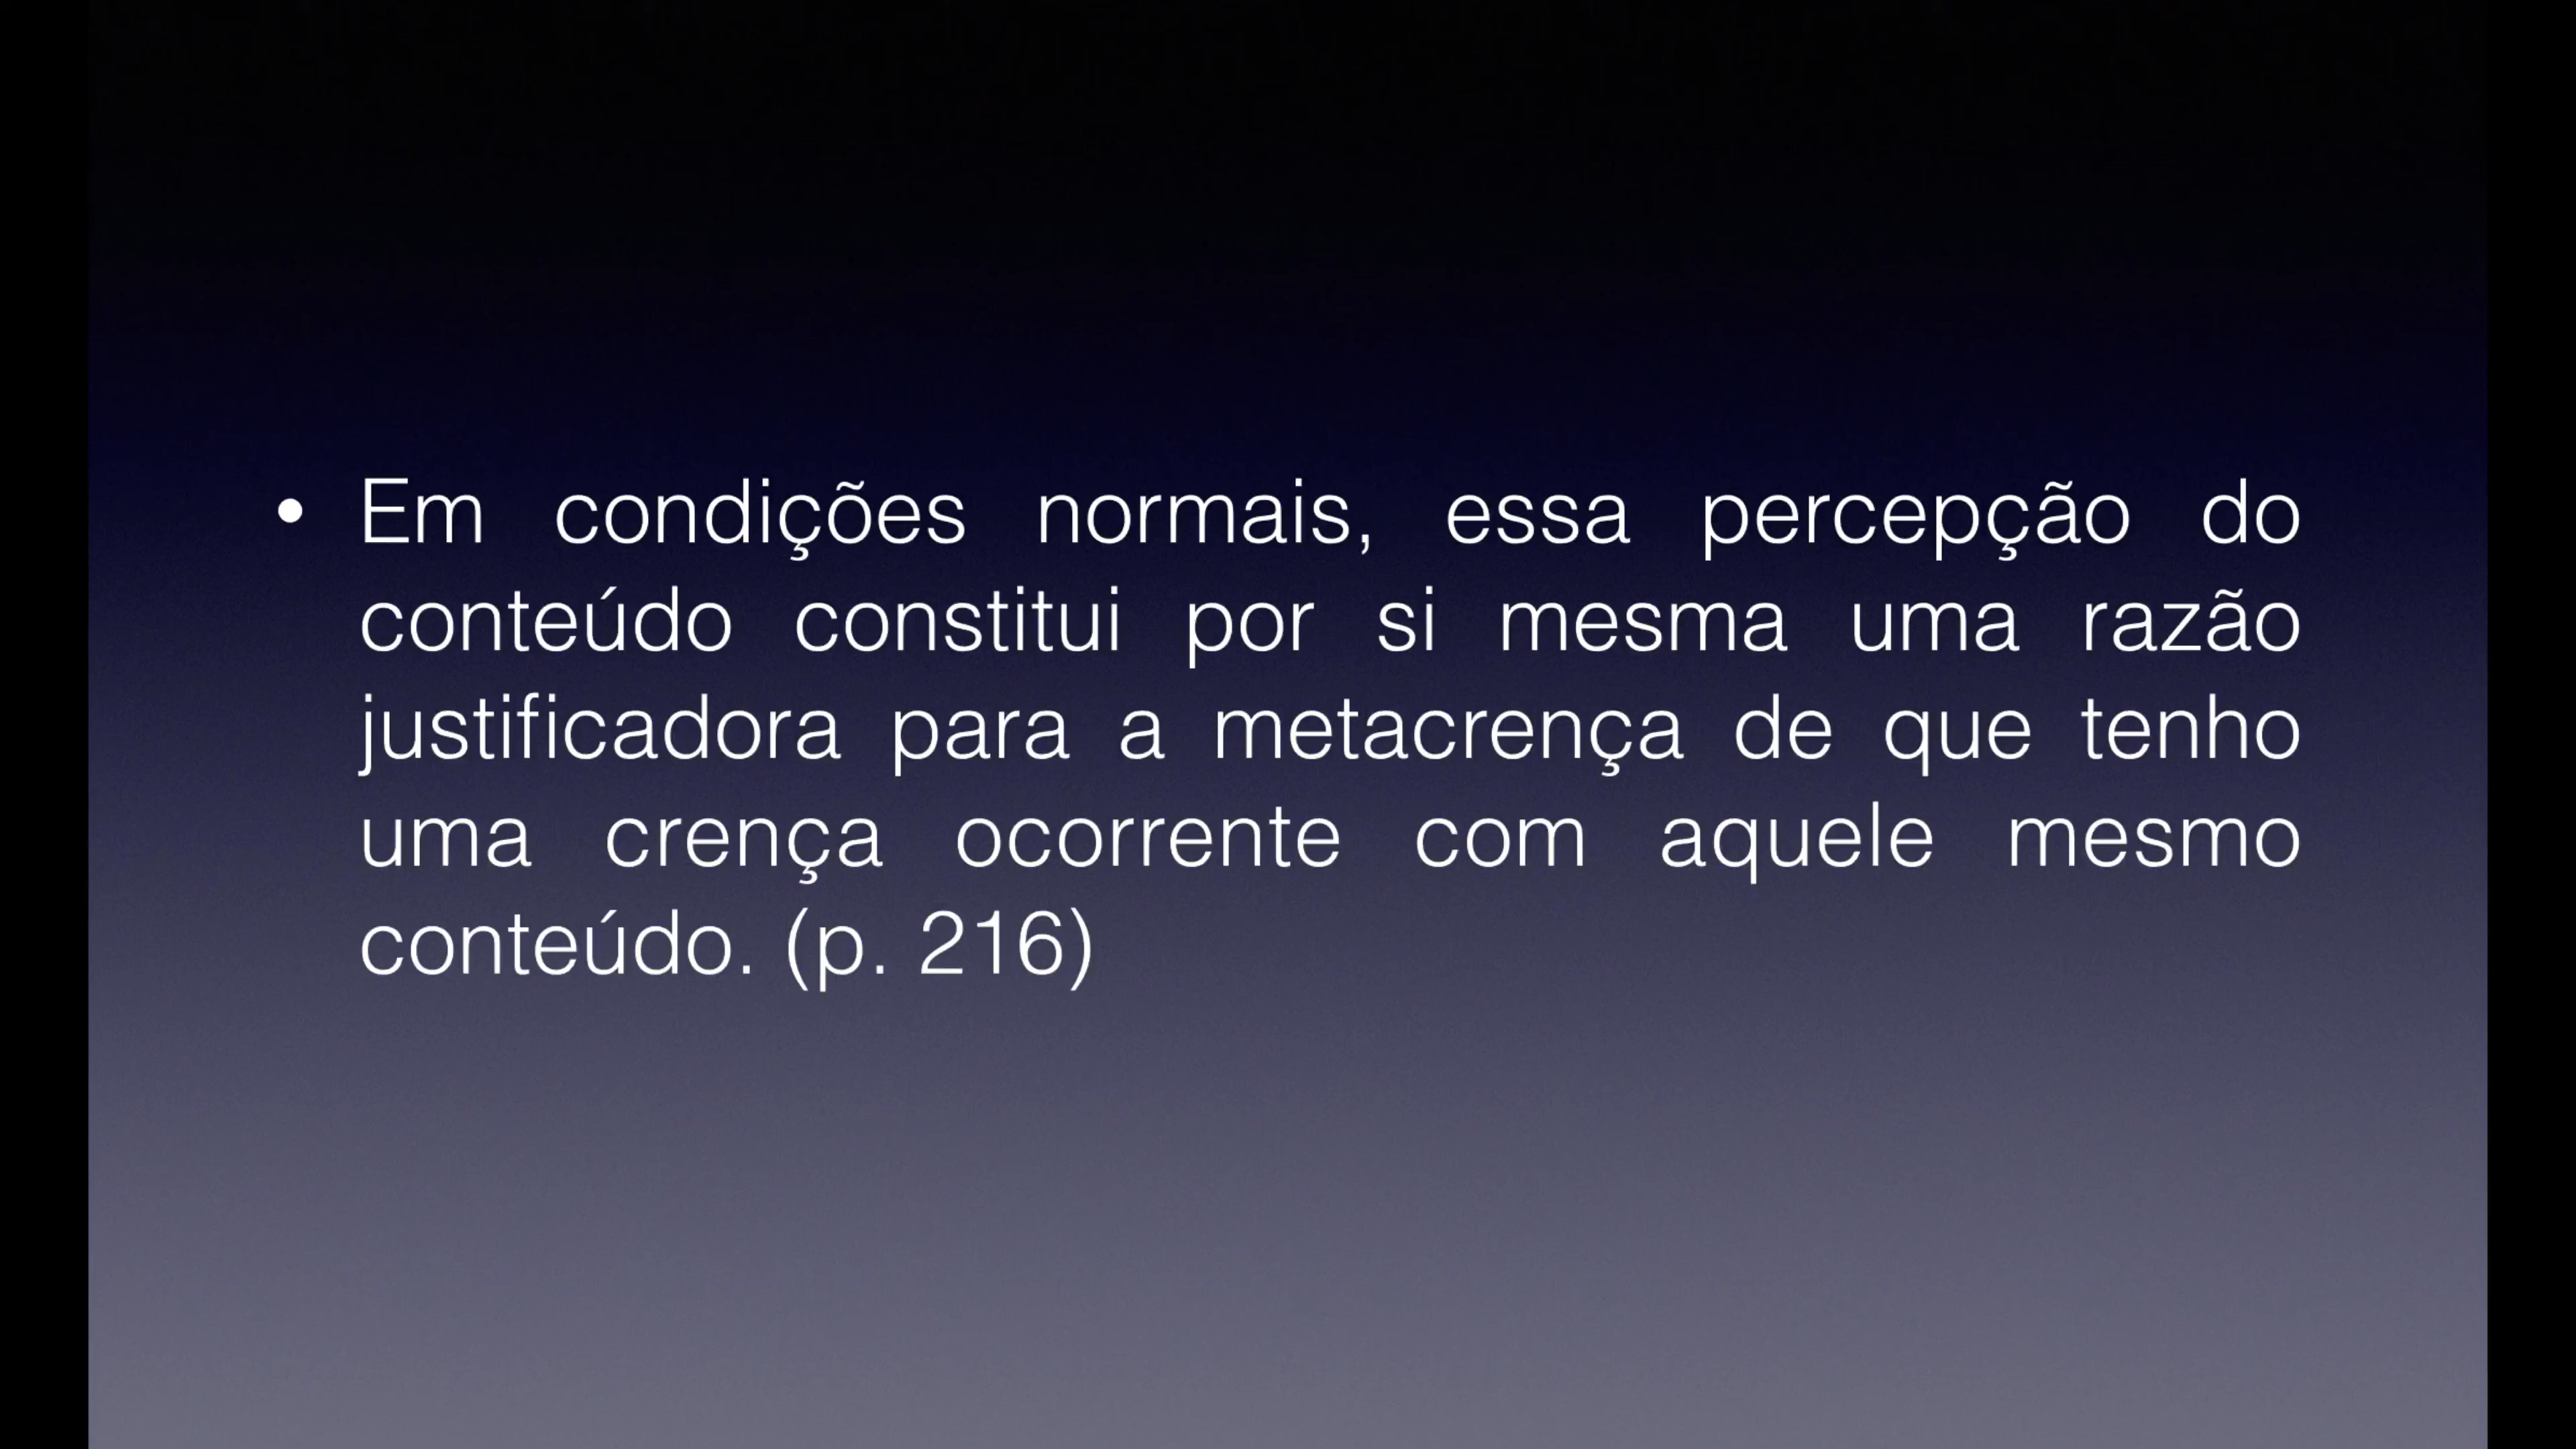 • Em condições normais, essa percepção do
conteúdo constitui por si mesma uma razão
justificadora para a metacrença de que tenho
uma crença ocorrente com aquele mesmo
conteúdo. (p. 216)